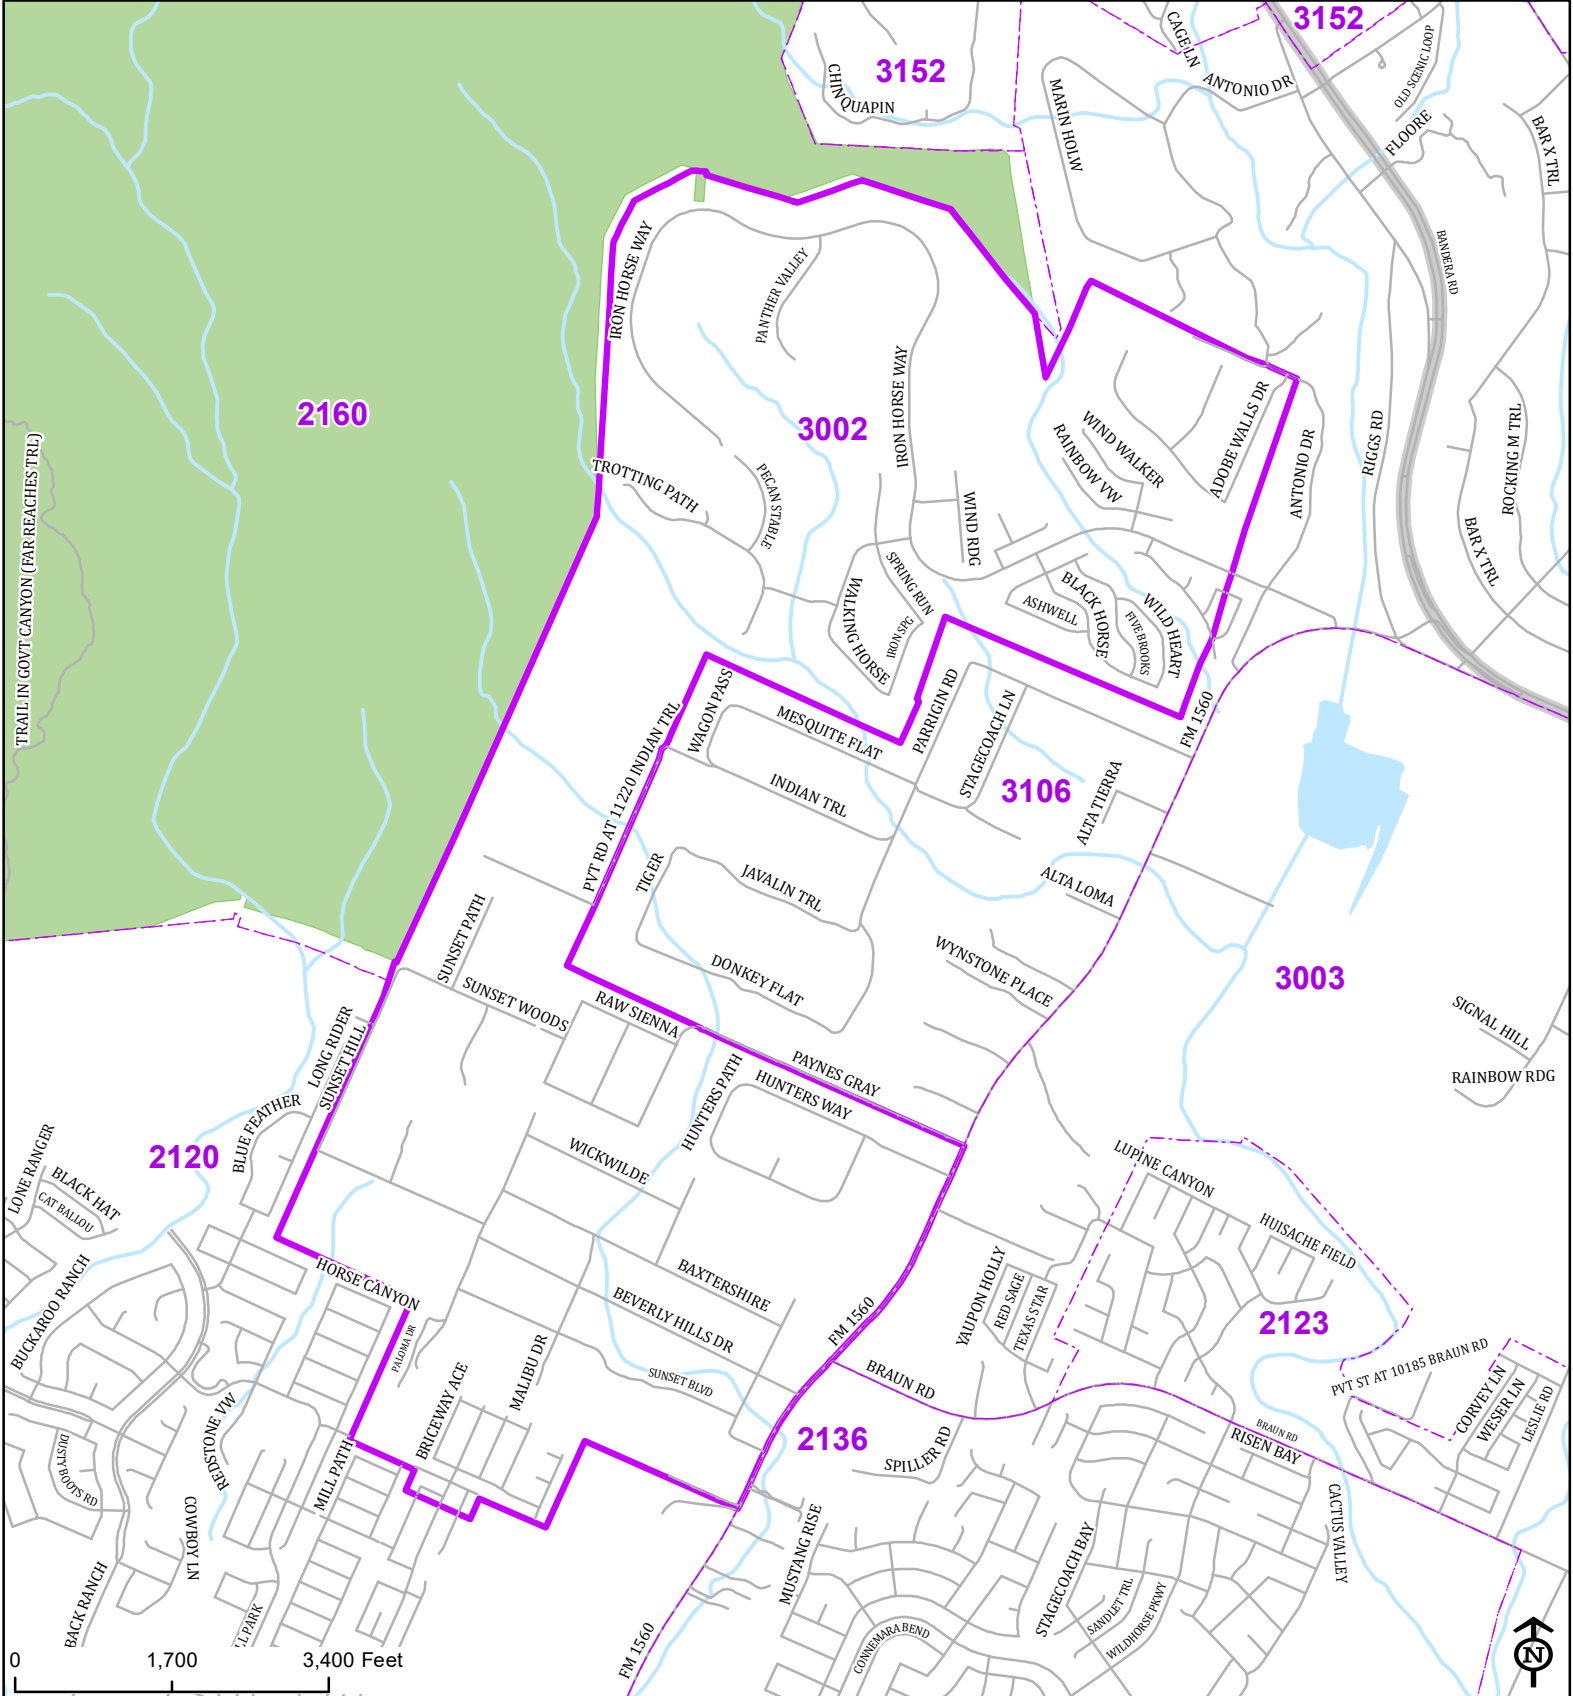 3152
3152
CAGE LN
ANTONIO DR
OLD SCENIC LOOP
CHINQUAPIN
MARIN HOLW
FLOORE
BAR X TRL
IRON HORSE WAY
PANTHER VALLEY
BANDERA RD
2160
3002
IRON HORSE WAY
WIND WALKER
RAINBOW VW
ADOBE WALLS DR
ANTONIO DR
RIGGS RD
ROCKING M TRL
BAR X TRL
TRAIL IN GOVT CANYON (FAR REACHES TRL)
TROTTING PATH
PECAN STABLE
WIND RDG
SPRING RUN
WALKING HORSE
IRON SPG
ASHWELL
BLACK HORSE
FIVE BROOKS
WILD HEART
WAGON PASS
MESQUITE FLAT
PARRIGIN RD
STAGECOACH LN
FM 1560
PVT RD AT 11220 INDIAN TRL
INDIAN TRL
3106
ALTA TIERRA
TIGER
JAVALIN TRL
ALTA LOMA
SUNSET PATH
DONKEY FLAT
WYNSTONE PLACE
3003
SUNSET WOODS
RAW SIENNA
SIGNAL HILL
LONG RIDER
SUNSET HILL
PAYNES GRAY
RAINBOW RDG
BLUE FEATHER
HUNTERS PATH
HUNTERS WAY
2120
LONE RANGER
BLACK HAT
CAT BALLOU
WICKWILDE
LUPINE CANYON
HUISACHE FIELD
BUCKAROO RANCH
HORSE CANYON
BAXTERSHIRE
YAUPON HOLLY
RED SAGE
TEXAS STAR
2123
BEVERLY HILLS DR
FM 1560
PALOMA DR
MALIBU DR
SUNSET BLVD
BRAUN RD
PVT ST AT 10185 BRAUN RD
CORVEY LN
WESER LN
LESLIE RD
BRICEWAY ACE
REDSTONE VW
2136
SPILLER RD
BRAUN RD
RISEN BAY
DUSTY BOOTS RD
MILL PATH
COWBOY LN
CACTUS VALLEY
MUSTANG RISE
STAGECOACH BAY
SANDLET TRL
WILDHORSE PKWY
BACK RANCH
LL PARK
CONNEMARA BEND
FM 1560
N
0 1,700 3,400 Feet